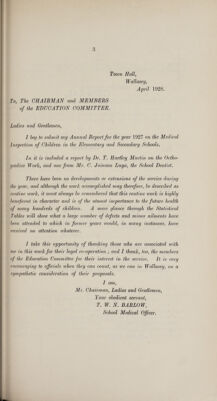 3
Town Hall,
Wallasey,
April 1928.
To, The CHAIRMAN and MEMBERS
of the EDUCATION COMMITTEE.
Ladies and Gentlemen,
I beg to submit my Annual Report for the year 1927 on the Medical
Inspection of Children in the Elementary and Secondary Schools.
In it is included a report by Dr. T. Hartley Martin on the Ortho-
pædic Work, and one from Mr. C. Quinton Lays, the School Dentist.
There have been no developments or extensions of the service during
the year, and although the work accomplished may therefore, be described as
routine work, it must always be remembered that this routine work is highly
beneficial in character and is of the utmost importance to the future health
of many hundreds of children. A mere glance through the Statistical
Tables will show what a large number of defects and minor ailments have
been attended to which in former years would, in many instances, have
received no attention whatever.
I take this opportunity of thanking those who are associated with
me in this work for their loyal co-operation; and I thank, too, the members
of the Education Committee for their interest in the service. It is very
encouraging to officials when they can count, as we can in Wallasey, on a
sympathetic consideration of their proposals.
I am,
Mr. Chairman, Ladies and Gentlemen,
Your obedient servant,
T. W. N. BARLOW,
School Medical Officer.